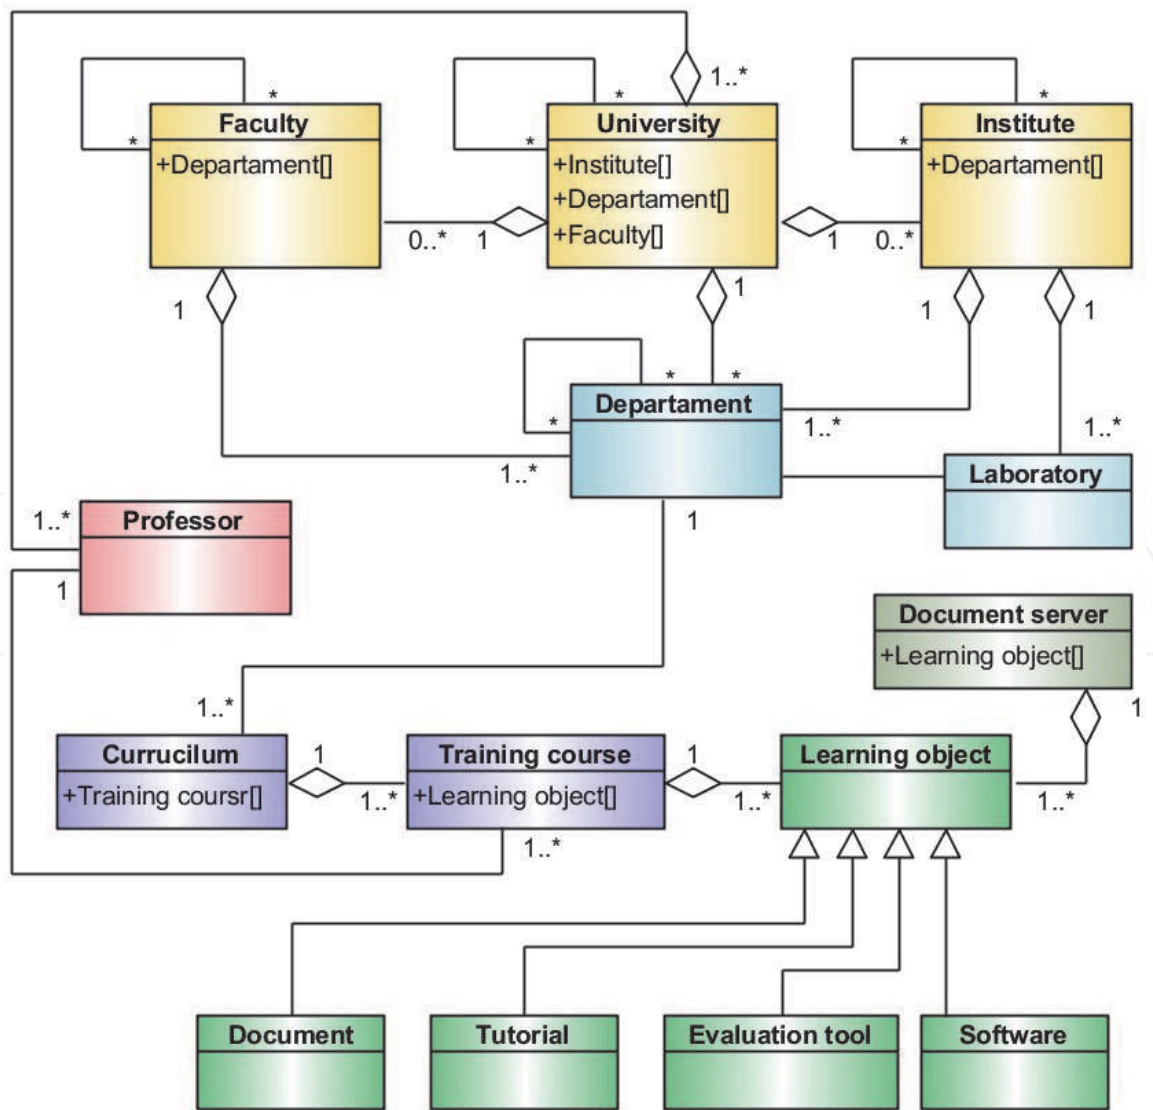 1..*
*
*
*
Faculty
University
Institute
*
*
*
+Departament[]
+Institute[]
+Departament[]
+Departament[]
+Faculty[]
0..*
1
1
0..*
1
1
1
1
*
*
Departament
*
1..*
1..*
1..*
Laboratory
1..*
Professor
1
1
Document server
+Learning object[]
1..*
1
Currucilum
1
Training course
1
Learning object
+Training coursr[]
1..*
+Learning object[]
1..*
1..*
1..*
Document
Tutorial
Evaluation tool
Software